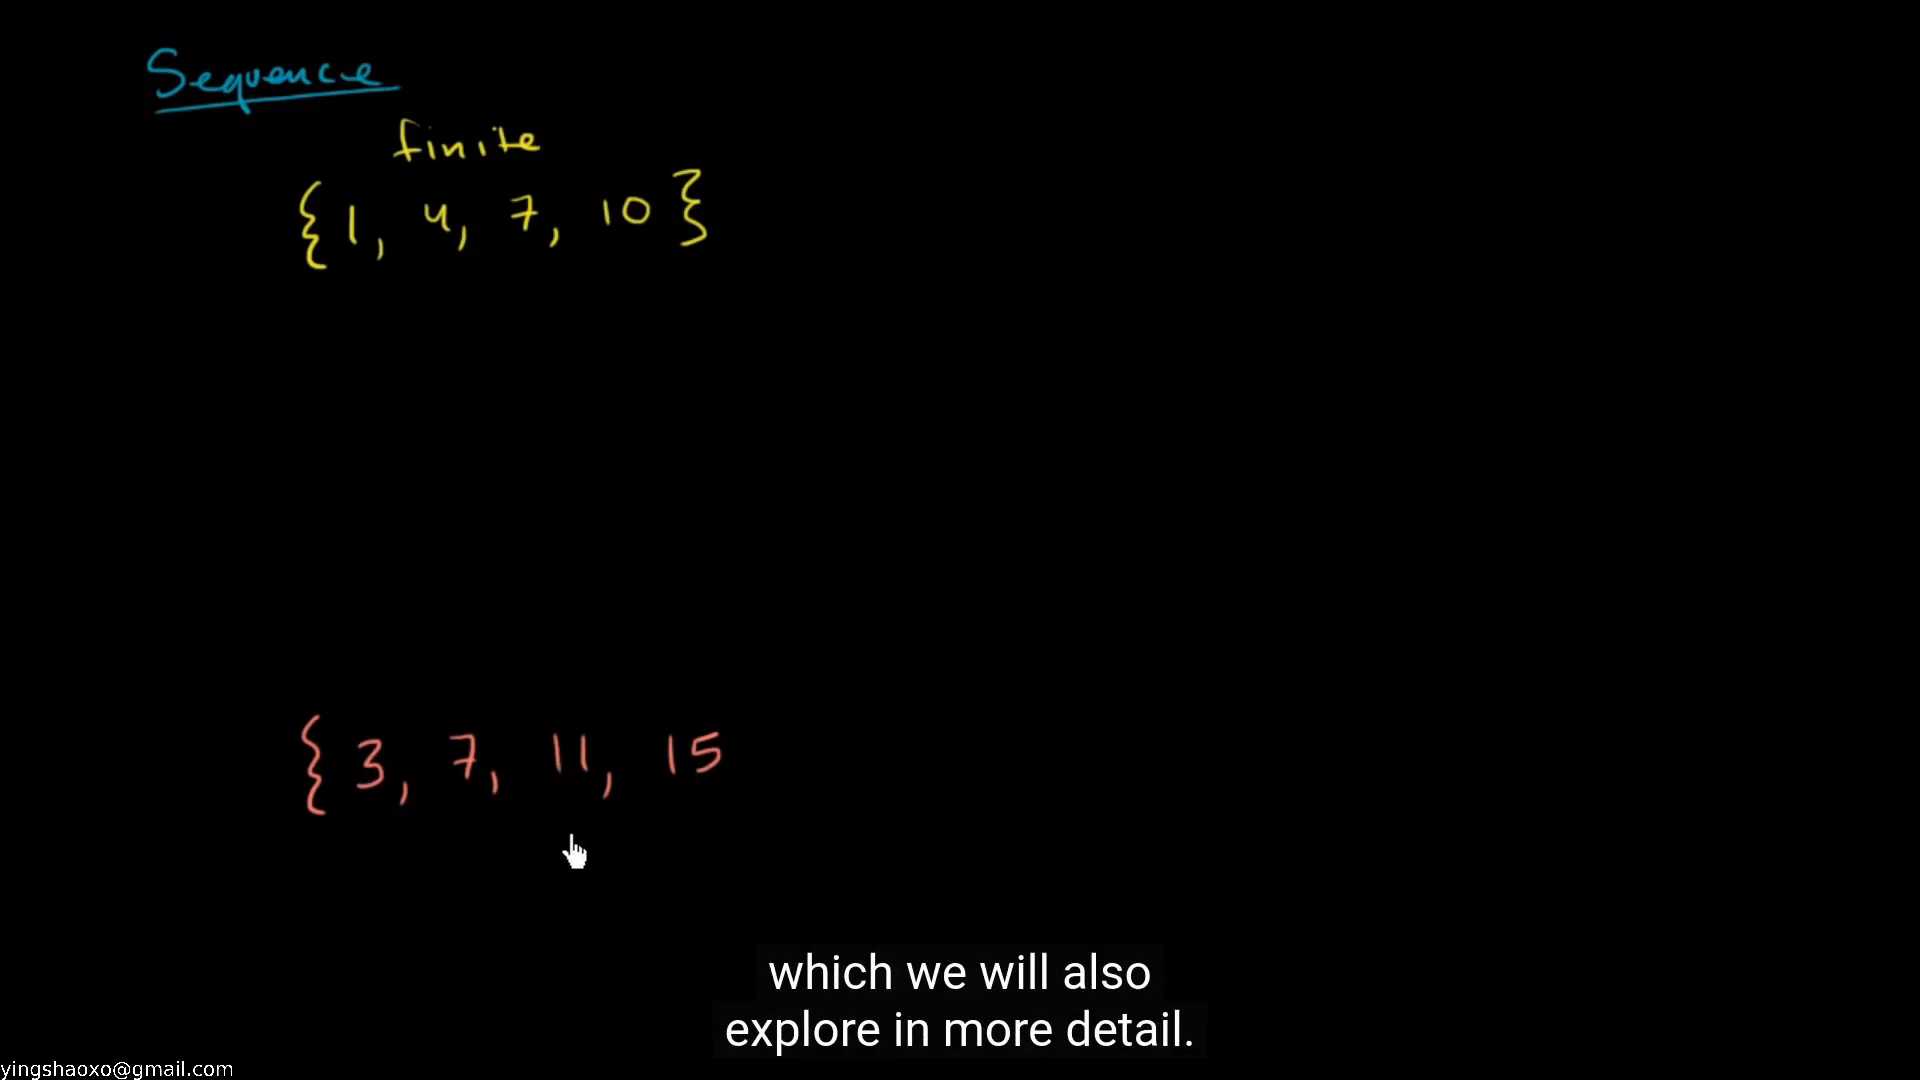 Sequence
finite
{1, 4, 7, 10}
{3, 7, 11, 15
which we will also
explore in more detail.
yingshaoxo@gmail.com